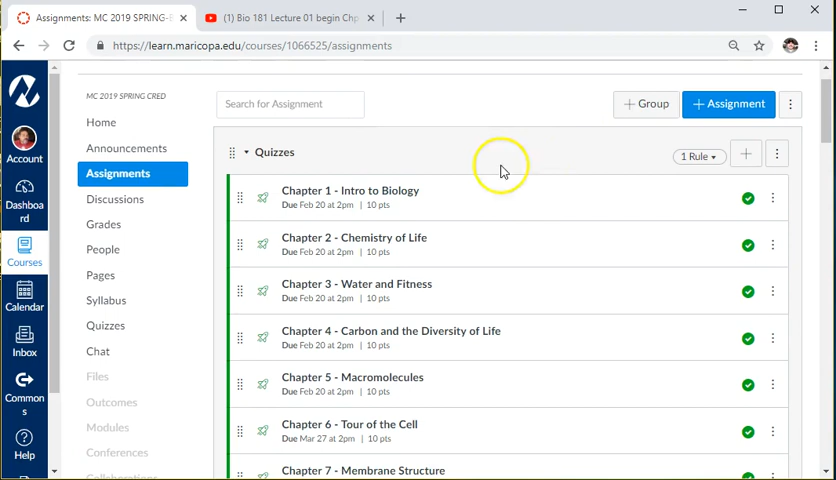 Assignments: MC 2019 SPRING-E
(1) Bio 181 Lecture 01 begin Chp
https://learn.maricopa.edu/courses/1066525/assignments
Account
Dashboa
rd
Courses
Calendar
Inbox
Common
s
Help
MC 2019 SPRING CRED
Home
Announcements
Assignments
Discussions
Grades
People
Pages
Syllabus
Quizzes
Chat
Files
Outcomes
Modules
Conferences
Collaborations
Search for Assignment
+ Group
+ Assignment
Quizzes
1 Rule
Chapter 1 - Intro to Biology
Due Feb 20 at 2pm | 10 pts
Chapter 2 - Chemistry of Life
Due Feb 20 at 2pm | 10 pts
Chapter 3 - Water and Fitness
Due Feb 20 at 2pm | 10 pts
Chapter 4 - Carbon and the Diversity of Life
Due Feb 20 at 2pm | 10 pts
Chapter 5 - Macromolecules
Due Feb 20 at 2pm | 10 pts
Chapter 6 - Tour of the Cell
Due Mar 27 at 2pm | 10 pts
Chapter 7 - Membrane Structure